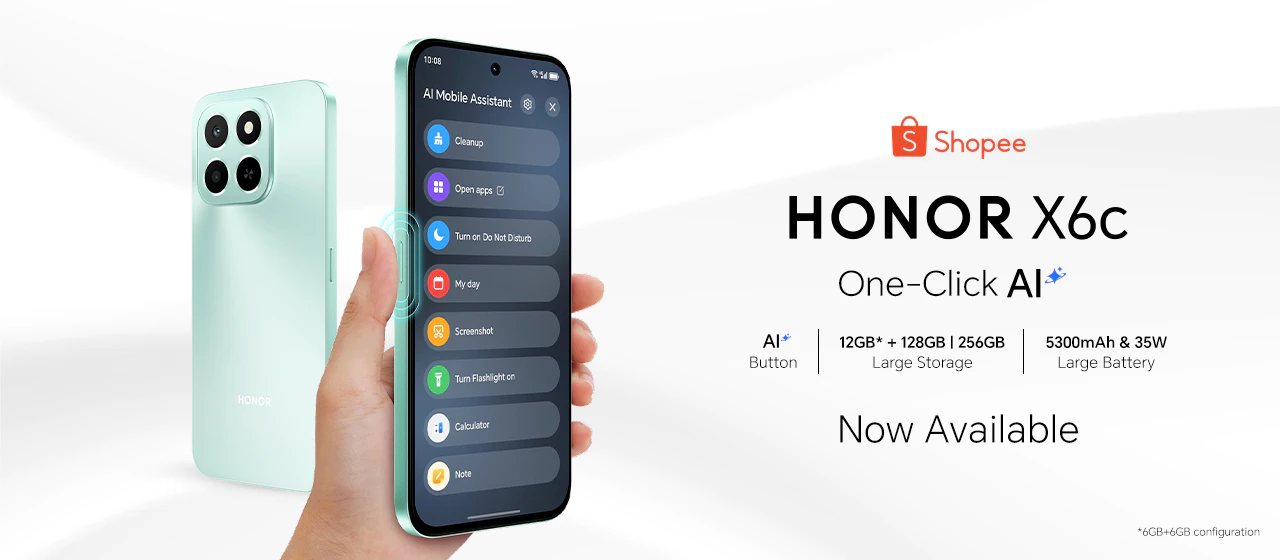 HONOR
10:08
AI Mobile Assistant
Cleanup
Open apps
Turn on Do Not Disturb
My day
Screenshot
Turn Flashlight on
Calculator
Note
S Shopee
HONOR X6c
One-Click AI
AI
Button
12GB* + 128GB | 256GB
Large Storage
5300mAh & 35W
Large Battery
Now Available
*6GB+6GB configuration